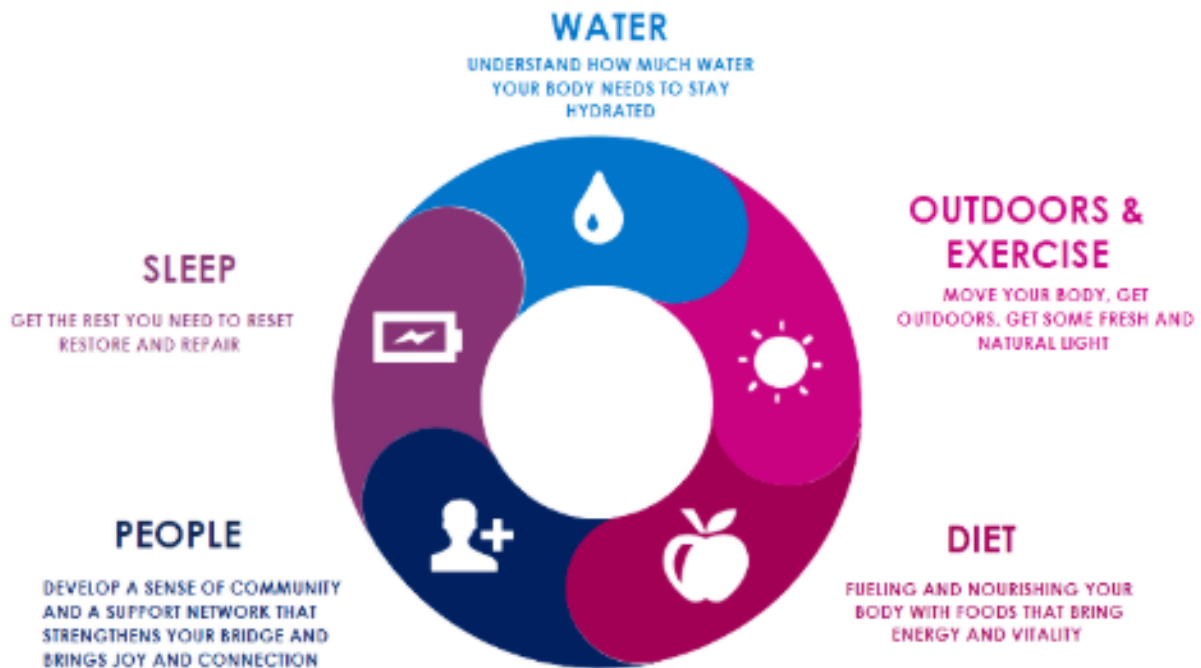 WATER
UNDERSTAND HOW MUCH WATER
YOUR BODY NEEDS TO STAY
HYDRATED
OUTDOORS &
EXERCISE
MOVE YOUR BODY, GET
OUTDOORS, GET SOME FRESH AND
NATURAL LIGHT
SLEEP
GET THE REST YOU NEED TO RESET
RESTORE AND REPAIR
PEOPLE
DEVELOP A SENSE OF COMMUNITY
AND A SUPPORT NETWORK THAT
STRENGTHENS YOUR BRIDGE AND
BRINGS JOY AND CONNECTION
DIET
FUELING AND NOURISHING YOUR
BODY WITH FOODS THAT BRING
ENERGY AND VITALITY